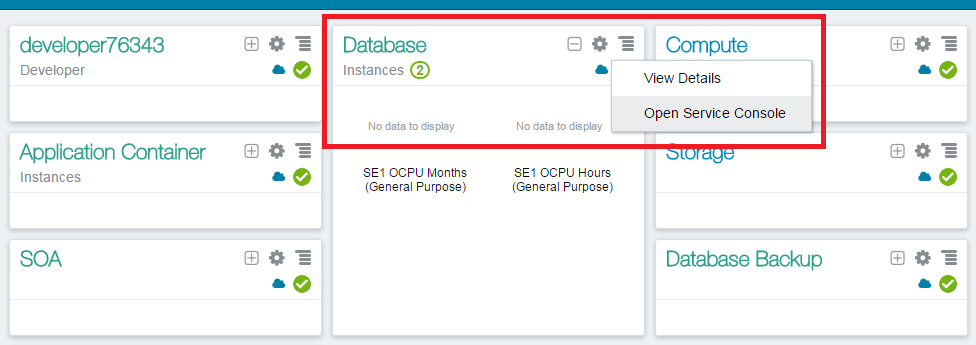 developer76343
Developer
Database
Instances 2
No data to display
No data to display
SE1 OCPU Months
(General Purpose)
SE1 OCPU Hours
(General Purpose)
Compute
View Details
Open Service Console
Application Container
Instances
Storage
SOA
Database Backup